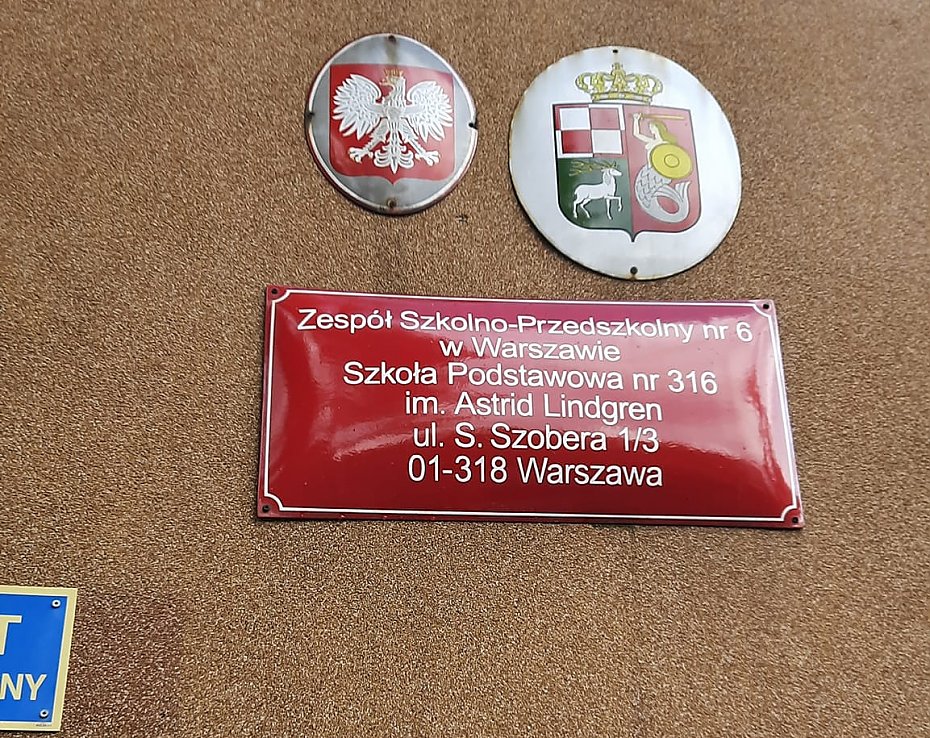 Zespół Szkolno-Przedszkolny nr 6
w Warszawie
Szkoła Podstawowa nr 316
im. Astrid Lindgren
ul. S. Szobera 1/3
01-318 Warszawa
T
NY